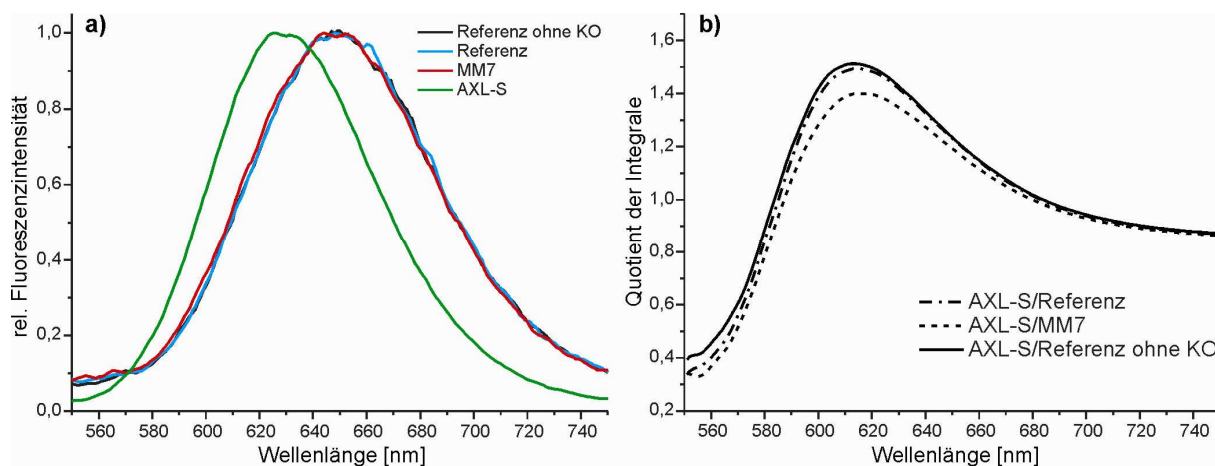 a)
Referenz ohne KO
Referenz
MM7
AXL-S
rel. Fluoreszenzintensität
1,0
0,8
0,6
0,4
0,2
0,0
560 580 600 620 640 660 680 700 720 740
Wellenlänge [nm]
b)
Quotient der Integrale
1,6
1,4
1,2
1,0
0,8
0,6
0,4
0,2
AXL-S/Referenz
AXL-S/MM7
AXL-S/Referenz ohne KO
560 580 600 620 640 660 680 700 720 740
Wellenlänge [nm]